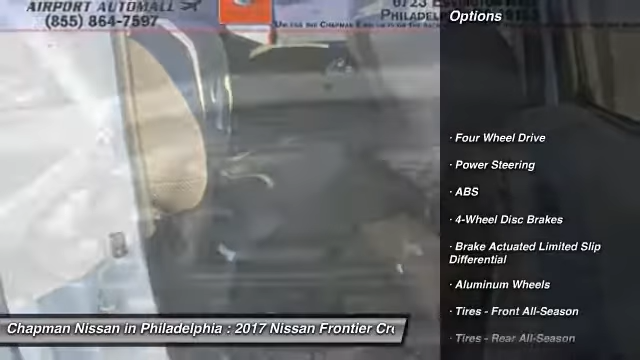 AIRPORT AUTOMALL
(855) 864-7597
PHILADELPHIA
Options
· Four Wheel Drive
· Power Steering
· ABS
· 4-Wheel Disc Brakes
· Brake Actuated Limited Slip
Differential
· Aluminum Wheels
· Tires - Front All-Season
· Tires - Rear All-Season
Chapman Nissan in Philadelphia : 2017 Nissan Frontier Cre